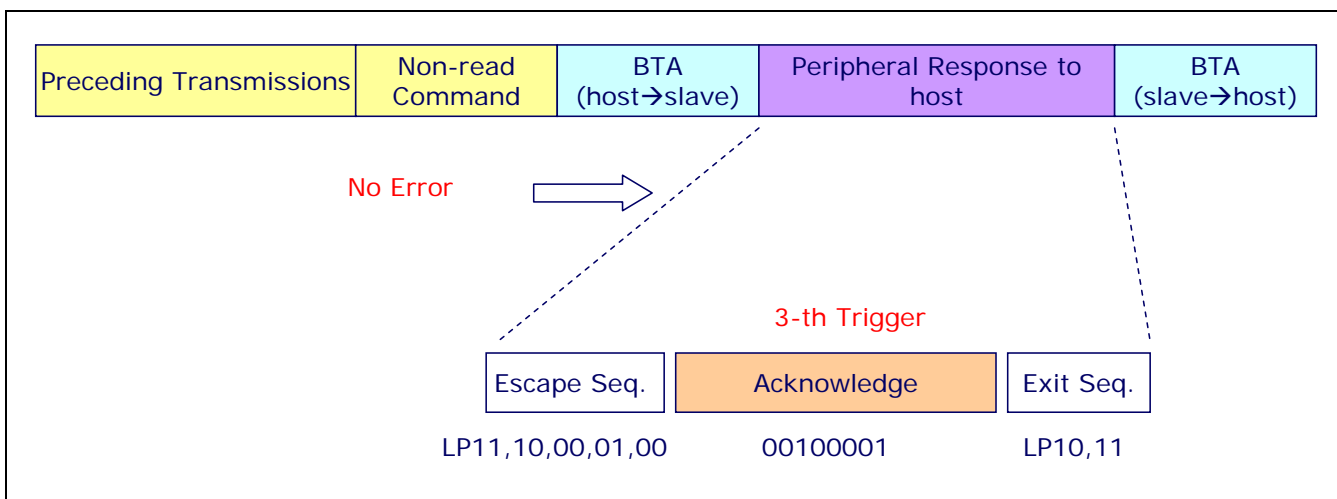 Preceding Transmissions
Non-read
Command
BTA
(host→slave)
Peripheral Response to
host
BTA
(slave→host)
No Error
3-th Trigger
Escape Seq.
Acknowledge
Exit Seq.
LP11,10,00,01,00
00100001
LP10,11